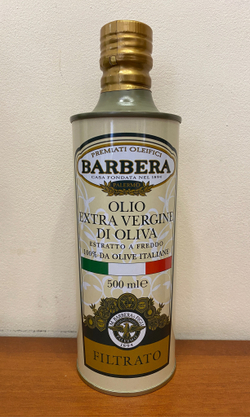 PREMIATI OLEIFICI
BARBERA
CASA FONDATA NEL 1894
PALERMO
OLIO
EXTRA VERGINE
DI OLIVA
ESTRATTO A FREDDO
100% DA OLIVE ITALIANE
500 ml ℮
1894
FILTRATO